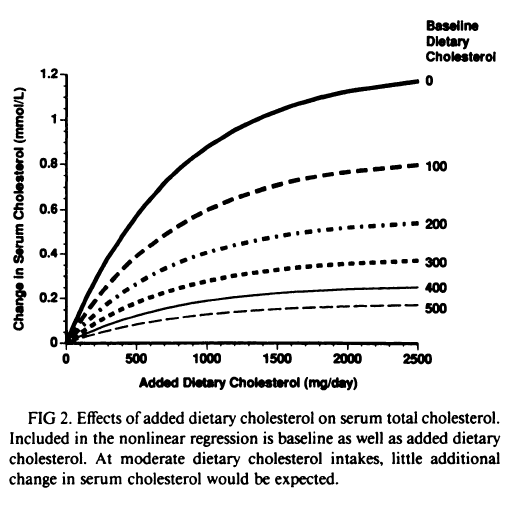 Baseline
Dietary
Cholesterol
0
100
200
300
400
500
1.2
1
0.8
0.6
0.4
0.2
0
Change in Serum Cholesterol (mmol/L)
0 500 1000 1500 2000 2500
Added Dietary Cholesterol (mg/day)
FIG 2. Effects of added dietary cholesterol on serum total cholesterol.
Included in the nonlinear regression is baseline as well as added dietary
cholesterol. At moderate dietary cholesterol intakes, little additional
change in serum cholesterol would be expected.